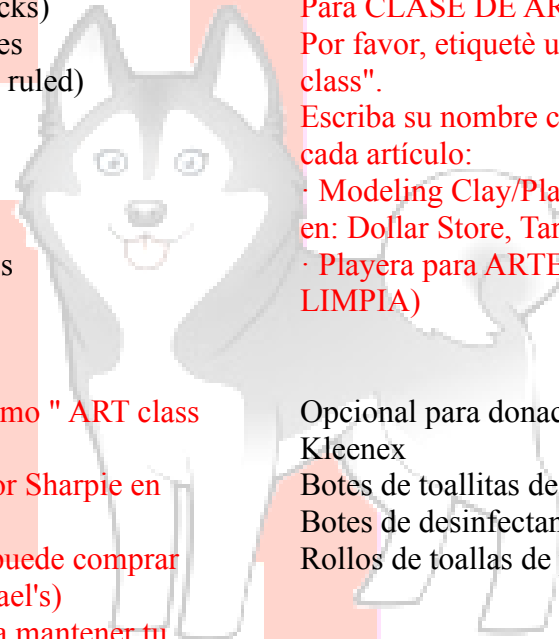 cks)
es
ruled)
s
mo " ART class
or Sharpie en
puede comprar
ael's)
a mantener tu
Para CLASE DE AR
Por favor, etiquetè u
class".
Escriba su nombre c
cada artículo:
· Modeling Clay/Pla
en: Dollar Store, Tar
· Playera para ARTE
LIMPIA)
Opcional para donac
Kleenex
Botes de toallitas de
Botes de desinfectan
Rollos de toallas de